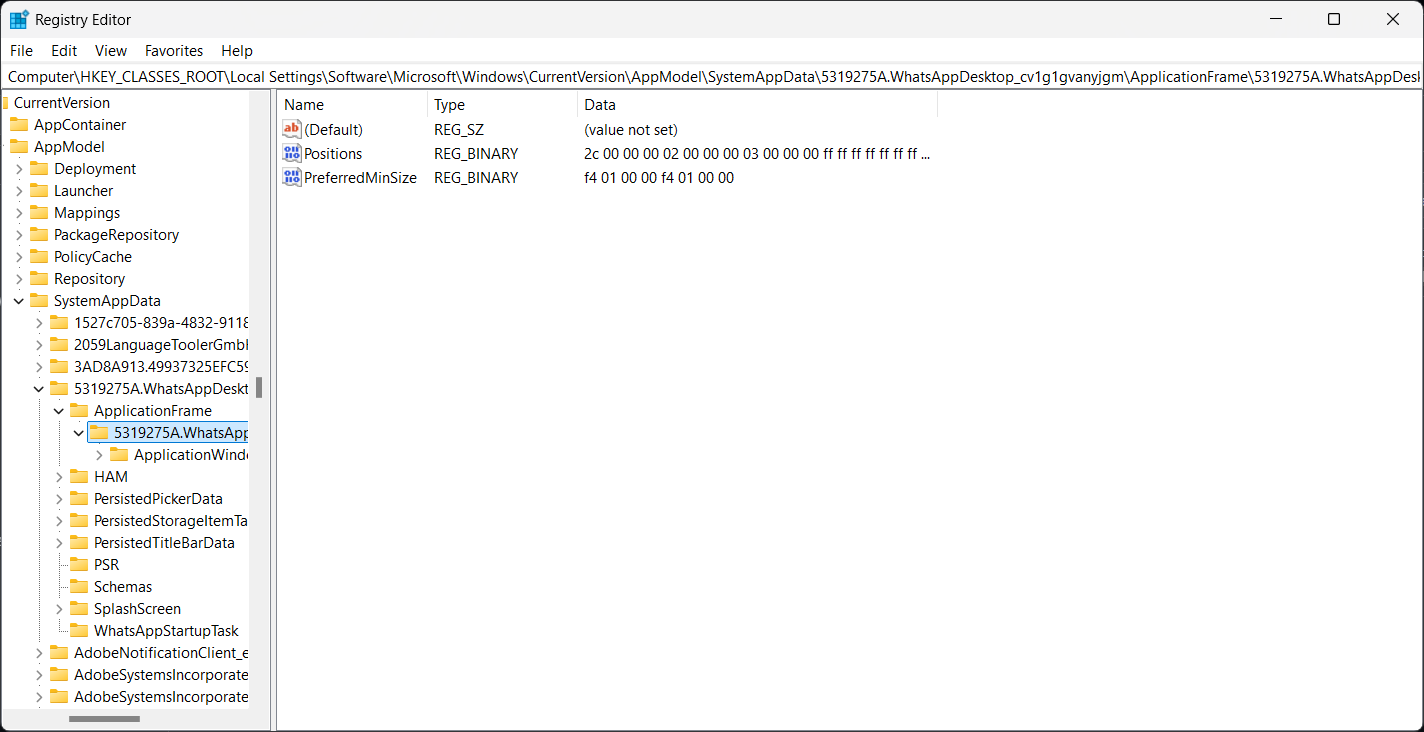 Registry Editor
File Edit View Favorites Help
Computer\HKEY_CLASSES_ROOT\Local Settings\Software\Microsoft\Windows\CurrentVersion\AppModel\SystemAppData\5319275A.WhatsAppDesktop_cv1g1gvanyjgm\ApplicationFrame\5319275A.WhatsAppDeskt
CurrentVersion
AppContainer
AppModel
Deployment
Launcher
Mappings
PackageRepository
PolicyCache
Repository
SystemAppData
1527c705-839a-4832-9118
2059LanguageToolerGmbH
3AD8A913.49937325EFC59
5319275A.WhatsAppDeskt
ApplicationFrame
5319275A.WhatsApp
ApplicationWindo
HAM
PersistedPickerData
PersistedStorageItemTa
PersistedTitleBarData
PSR
Schemas
SplashScreen
WhatsAppStartupTask
AdobeNotificationClient_e
AdobeSystemsIncorporate
AdobeSystemsIncorporate
Name Type Data
(Default) REG_SZ (value not set)
Positions REG_BINARY 2c 00 00 00 02 00 00 00 03 00 00 00 ff ff ff ff ff ff ff ...
PreferredMinSize REG_BINARY f4 01 00 00 f4 01 00 00